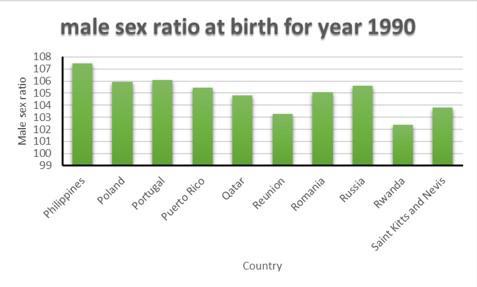 male sex ratio at birth for year 1990
108
107
106
105
104
103
102
101
100
99
Male sex ratio
Philippines
Poland
Portugal
Puerto Rico
Qatar
Reunion
Romania
Russia
Rwanda
Saint Kitts and Nevis
Country